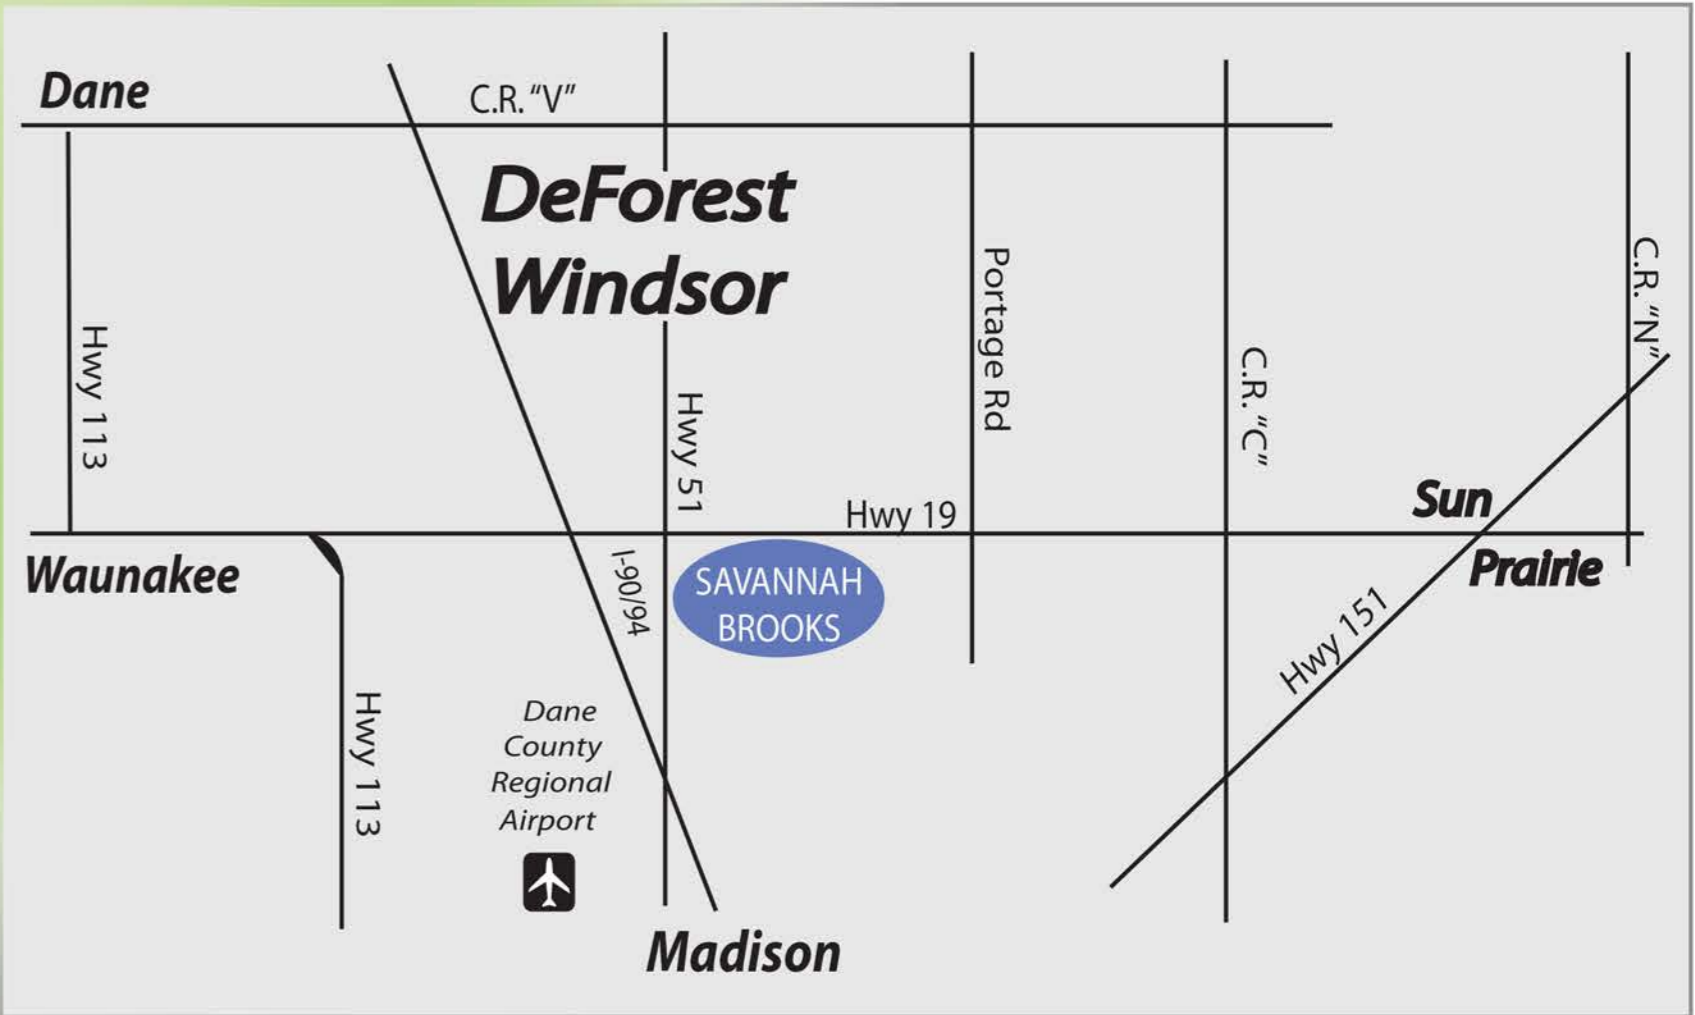 Dane
C.R. “V”
DeForest
Windsor
Hwy 113
Hwy 51
Portage Rd
C.R. “C”
C.R. “N”
Hwy 19
Sun
Prairie
Waunakee
I-90/94
SAVANNAH
BROOKS
Hwy 151
Hwy 113
Dane
County
Regional
Airport
Madison